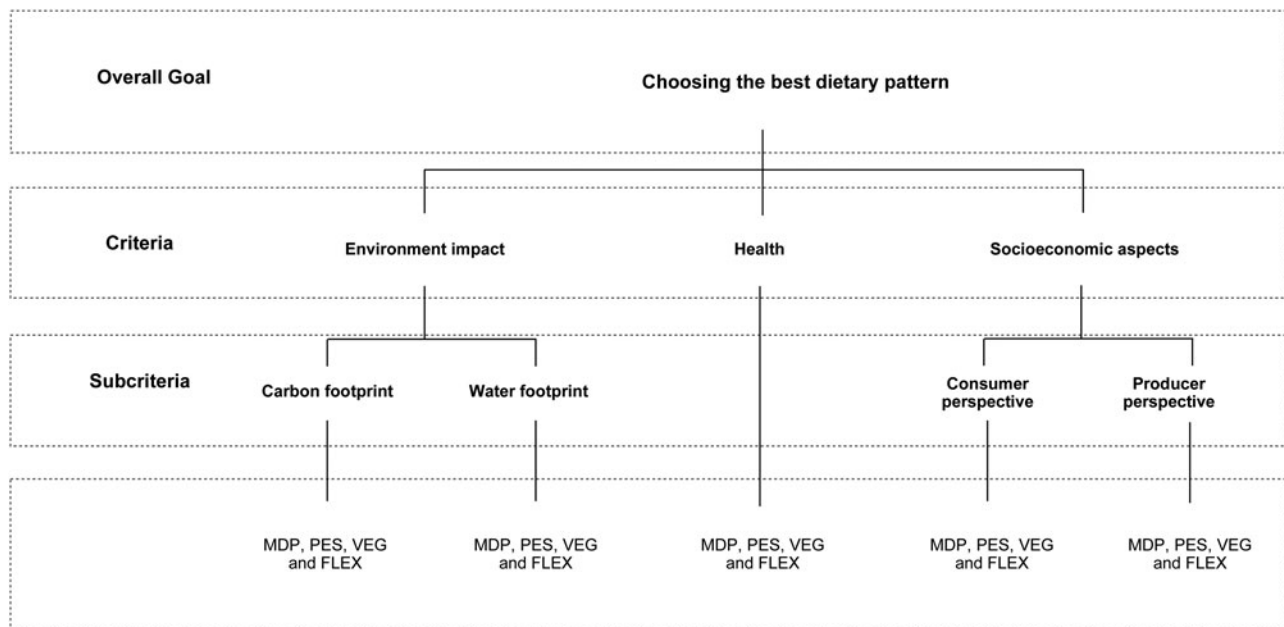 Overall Goal
Choosing the best dietary pattern
Criteria
Environment impact
Health
Socioeconomic aspects
Subcriteria
Carbon footprint
Water footprint
Consumer
perspective
Producer
perspective
MDP, PES, VEG
and FLEX
MDP, PES, VEG
and FLEX
MDP, PES, VEG
and FLEX
MDP, PES, VEG
and FLEX
MDP, PES, VEG
and FLEX